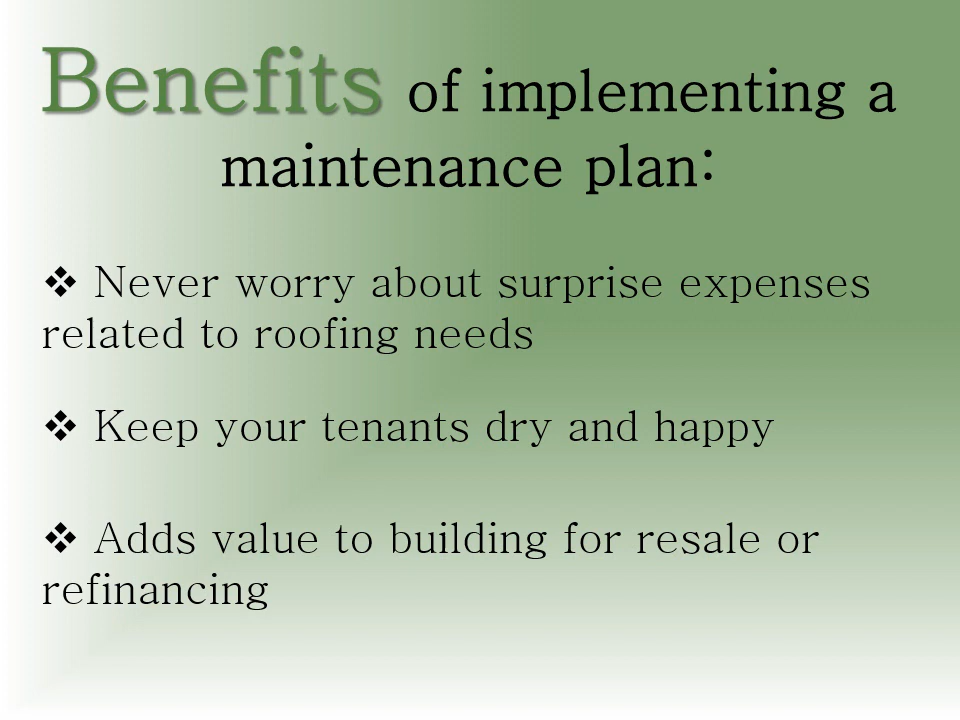 Benefits of implementing a
maintenance plan:
❖ Never worry about surprise expenses
related to roofing needs
❖ Keep your tenants dry and happy
❖ Adds value to building for resale or
refinancing